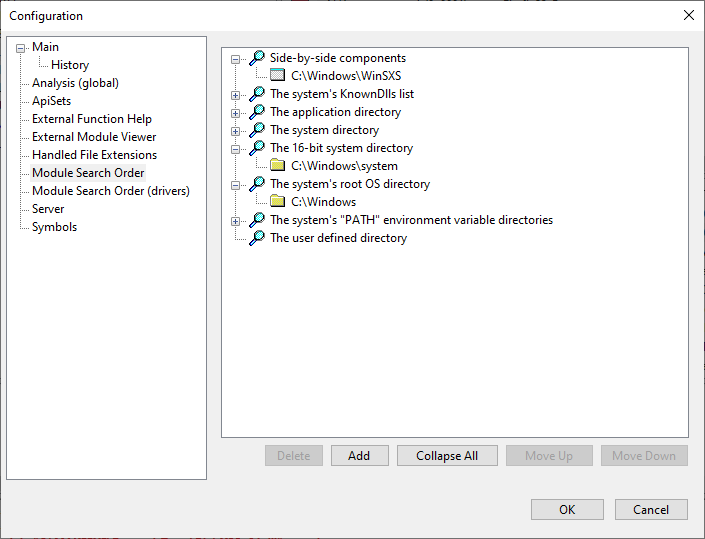 Configuration
Main
History
Analysis (global)
ApiSets
External Function Help
External Module Viewer
Handled File Extensions
Module Search Order
Module Search Order (drivers)
Server
Symbols
Side-by-side components
C:\Windows\WinSXS
The system's KnownDlls list
The application directory
The system directory
The 16-bit system directory
C:\Windows\system
The system's root OS directory
C:\Windows
The system's "PATH" environment variable directories
The user defined directory
Delete
Add
Collapse All
Move Up
Move Down
OK
Cancel